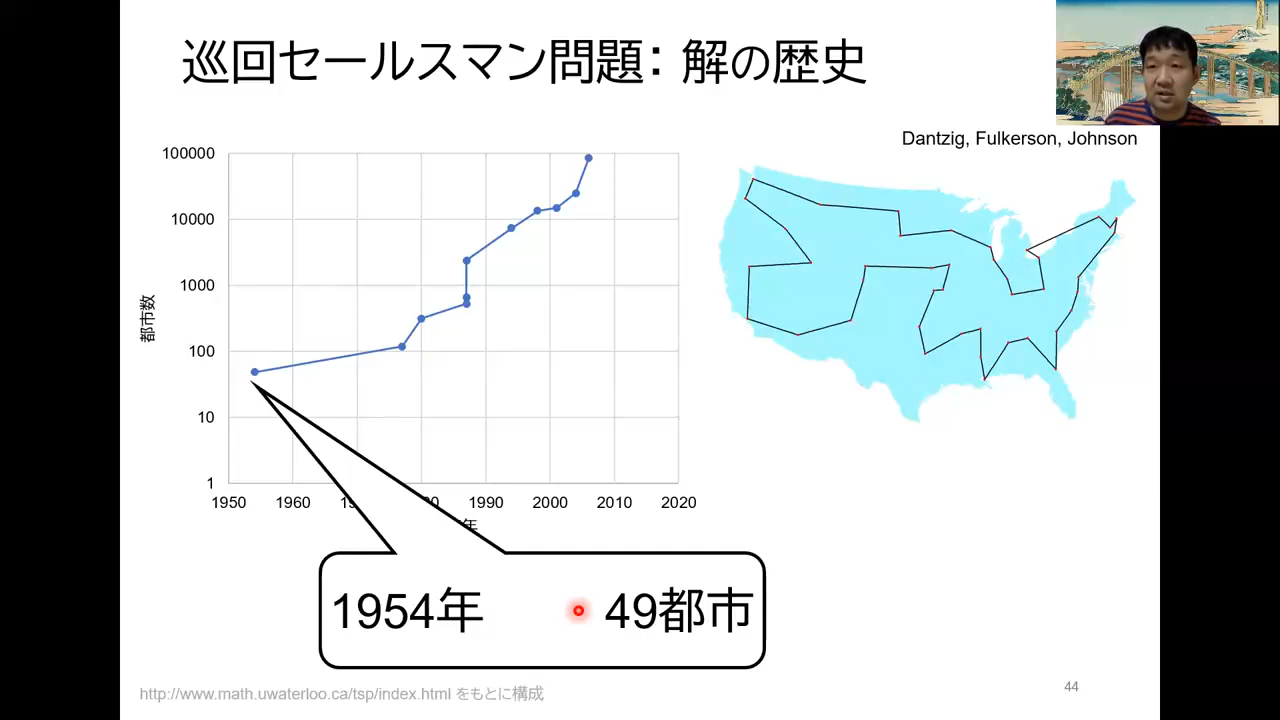 巡回セールスマン問題： 解の歴史
Dantzig, Fulkerson, Johnson
100000
10000
1000
100
10
1
都市数
1950 1960 1990 2000 2010 2020
年
1954年 49都市
http://www.math.uwaterloo.ca/tsp/index.html をもとに構成
44